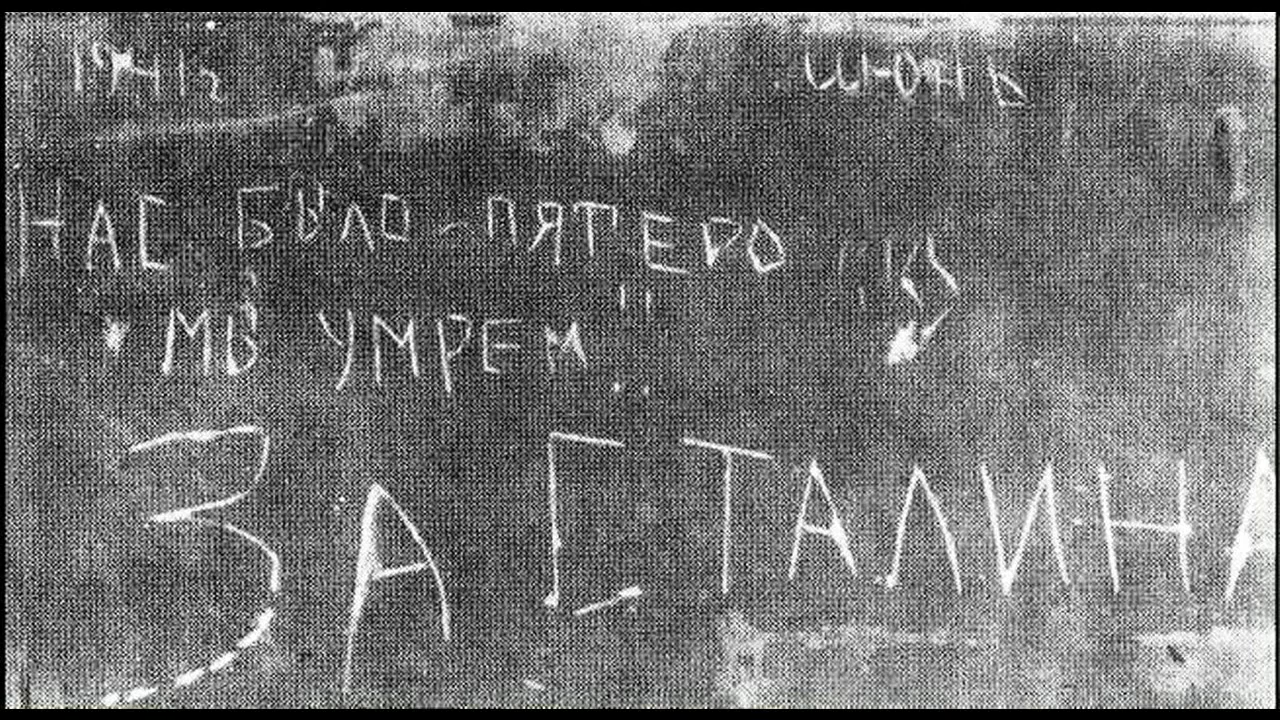 1941г июнь
НАС БЫЛО-ПЯТЕРО
МЫ УМРЕМ
ЗА СТАЛИНА